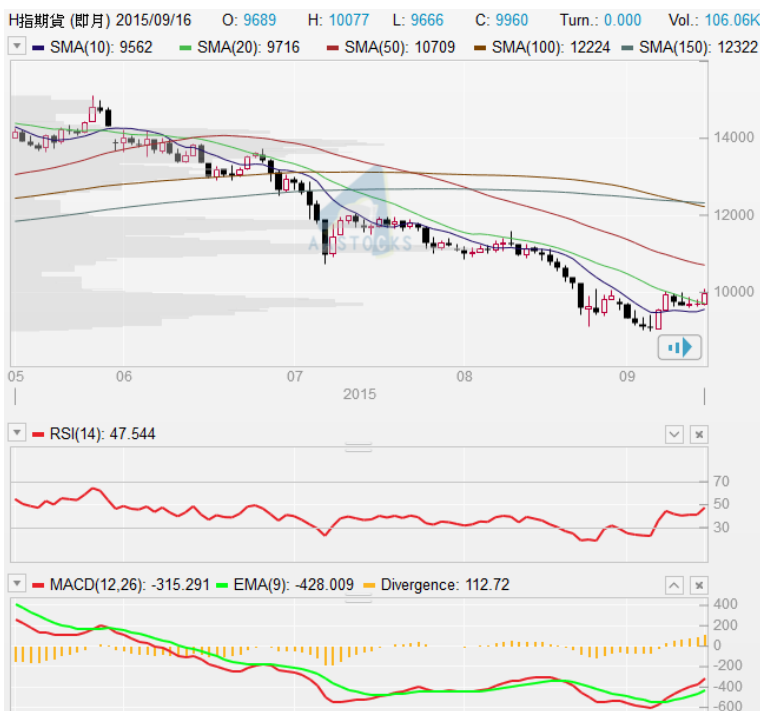 H指期貨 (即月) 2015/09/16 O: 9689 H: 10077 L: 9666 C: 9960 Turn.: 0.000 Vol.: 106.06K
SMA(10): 9562 SMA(20): 9716 SMA(50): 10709 SMA(100): 12224 SMA(150): 12322
14000
12000
AASTOCKS
10000
05 06 07 08 09
2015
RSI(14): 47.544
70
50
30
MACD(12,26): -315.291 EMA(9): -428.009 Divergence: 112.72
400
200
0
-200
-400
-600